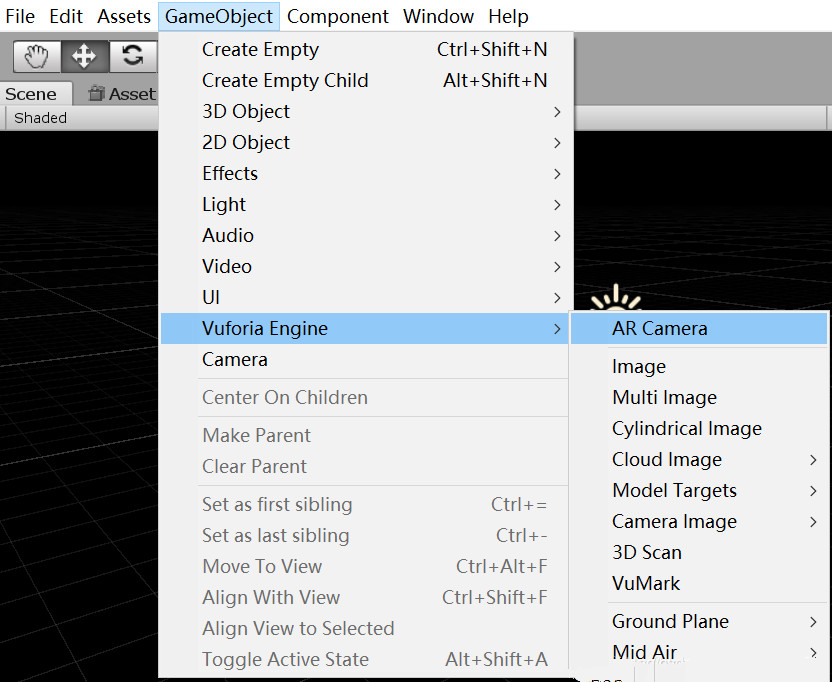 File Edit Assets GameObject Component Window Help
Scene Asset
Shaded
Create Empty Ctrl+Shift+N
Create Empty Child Alt+Shift+N
3D Object
2D Object
Effects
Light
Audio
Video
UI
Vuforia Engine
Camera
Center On Children
Make Parent
Clear Parent
Set as first sibling Ctrl+=
Set as last sibling Ctrl+-
Move To View Ctrl+Alt+F
Align With View Ctrl+Shift+F
Align View to Selected
Toggle Active State Alt+Shift+A
AR Camera
Image
Multi Image
Cylindrical Image
Cloud Image
Model Targets
Camera Image
3D Scan
VuMark
Ground Plane
Mid Air